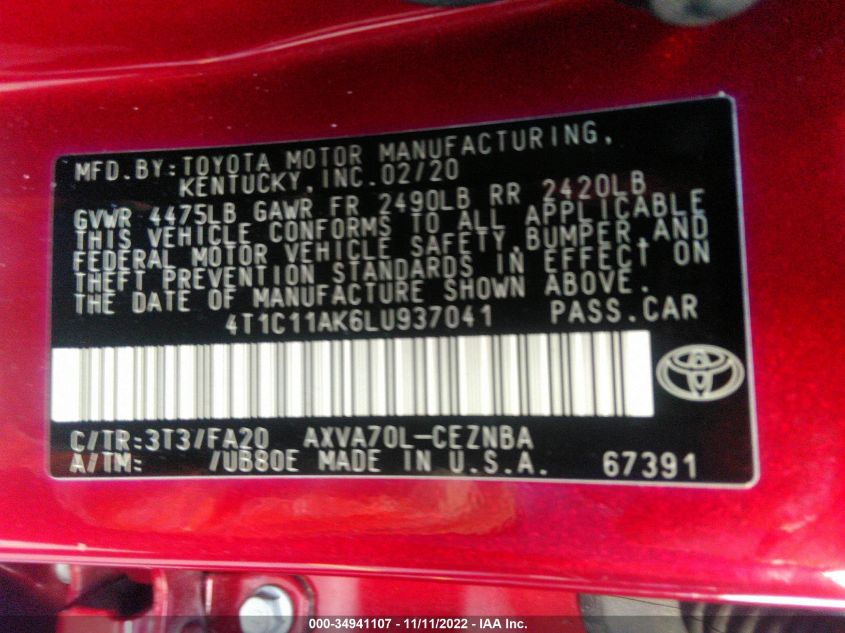 MFD.BY:TOYOTA MOTOR MANUFACTURING,
KENTUCKY,INC.02/20
GVWR 4475LB GAWR FR 2490LB RR 2420LB
THIS VEHICLE CONFORMS TO ALL APPLICABLE
FEDERAL MOTOR VEHICLE SAFETY,BUMPER,AND
THEFT PREVENTION STANDARDS IN EFFECT ON
THE DATE OF MANUFACTURE SHOWN ABOVE.
4T1C11AK6LU937041 PASS.CAR
C/TR:3T3/FA20 AXVA70L-CEZNBA
A/TM: /UB80E MADE IN U.S.A. 67391
000-34941107 - 11/11/2022 - IAA Inc.